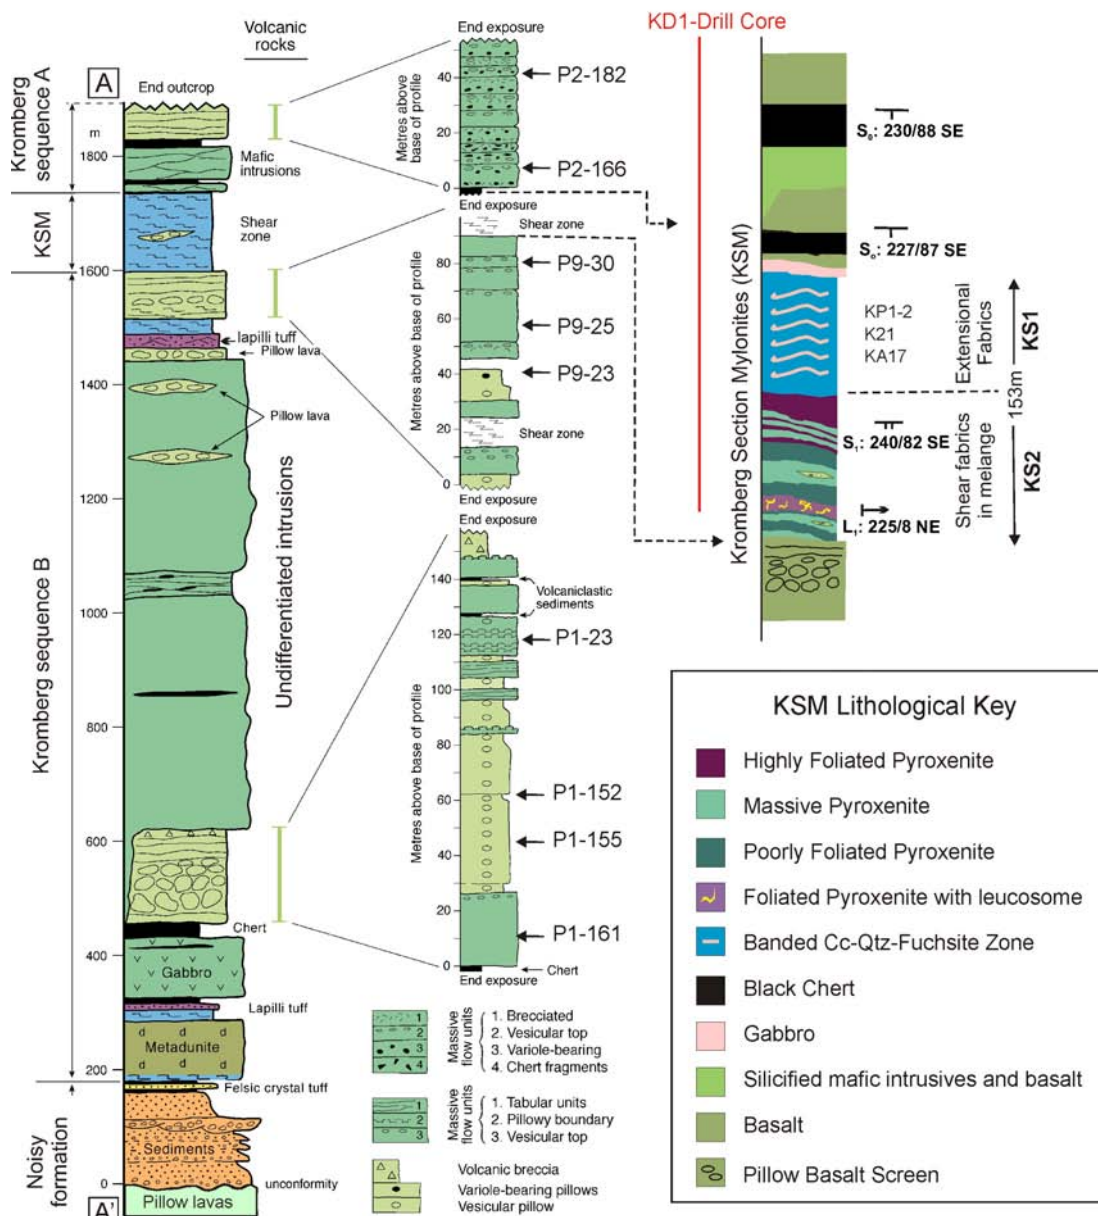 KD1-Drill Core
Volcanic
rocks
End exposure
Kromberg
sequence A
A
End outcrop
m
1800
Mafic
intrusions
KSM
Shear
zone
1600
lapilli tuff
Pillow lava
1400
Pillow lava
1200
1000
800
600
400
200
0
Kromberg sequence B
Undifferentiated intrusions
Chert
Gabbro
Lapilli tuff
d d
Metadunite
d d
Felsic crystal tuff
Noisy
formation
Sediments
unconformity
Pillow lavas
A'
Metres above
base of profile
40
20
0
P2-182
P2-166
End exposure
Shear zone
Metres above base of profile
80
60
40
20
0
P9-30
P9-25
P9-23
Shear zone
End exposure
End exposure
Metres above base of profile
140
120
100
80
60
40
20
0
Volcaniclastic
sediments
P1-23
P1-152
P1-155
P1-161
Chert
End exposure
Kromberg Section Mylonites (KSM)
S₀: 230/88 SE
S₀: 227/87 SE
KP1-2
K21
KA17
Extensional
Fabrics
KS1
153m
S₁: 240/82 SE
Shear fabrics
in melange
KS2
L₁: 225/8 NE
Massive
flow units
1 1. Brecciated
2 2. Vesicular top
3 3. Variole-bearing
4 4. Chert fragments
Massive
flow units
1 1. Tabular units
2 2. Pillowy boundary
3 3. Vesicular top
Volcanic breccia
Variole-bearing pillows
Vesicular pillow
KSM Lithological Key
Highly Foliated Pyroxenite
Massive Pyroxenite
Poorly Foliated Pyroxenite
Foliated Pyroxenite with leucosome
Banded Cc-Qtz-Fuchsite Zone
Black Chert
Gabbro
Silicified mafic intrusives and basalt
Basalt
Pillow Basalt Screen